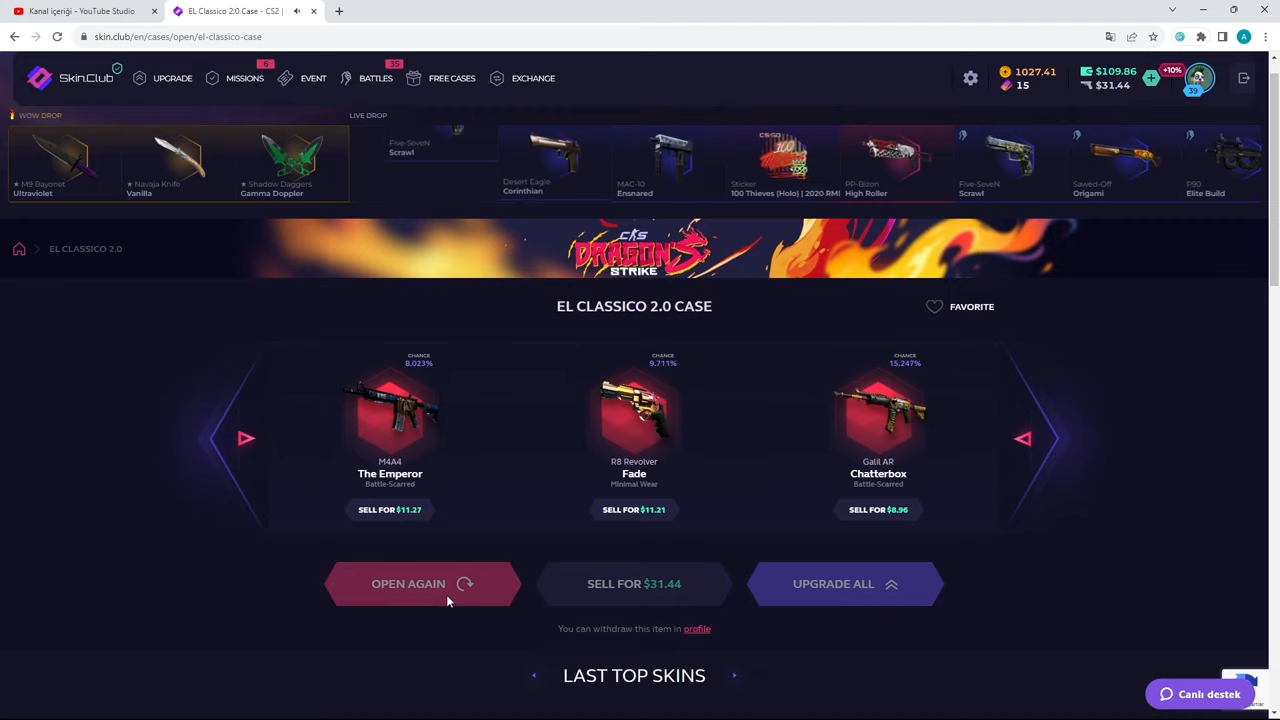 Kanal içeriği - YouTube Studio
EL Classico 2.0 Case - CS2 |
skin.club/en/cases/open/el-classico-case
A
Skin.Club
UPGRADE
6
MISSIONS
EVENT
35
BATTLES
FREE CASES
EXCHANGE
1027.41
15
$109.86
$31.44
+10%
39
WOW DROP
LIVE DROP
★ M9 Bayonet
Ultraviolet
★ Navaja Knife
Vanilla
★ Shadow Daggers
Gamma Doppler
Five-SeveN
Scrawl
Desert Eagle
Corinthian
MAC-10
Ensnared
Sticker
100 Thieves (Holo) | 2020 RMR
PP-Bizon
High Roller
Five-SeveN
Scrawl
Sawed-Off
Origami
P90
Elite Build
EL CLASSICO 2.0
DRAGON'S
STRIKE
EL CLASSICO 2.0 CASE
FAVORITE
CHANCE
8.023%
M4A4
The Emperor
Battle-Scarred
SELL FOR $11.27
CHANCE
9.711%
R8 Revolver
Fade
Minimal Wear
SELL FOR $11.21
CHANCE
15.247%
Galil AR
Chatterbox
Battle-Scarred
SELL FOR $8.96
OPEN AGAIN
SELL FOR $31.44
UPGRADE ALL
You can withdraw this item in profile
LAST TOP SKINS
Canlı destek